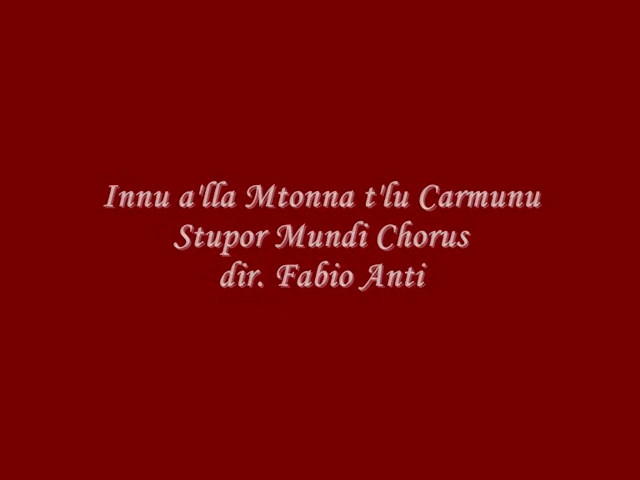 Innu a'lla Mtonna t'lu Carmunu
Stupor Mundi Chorus
dir. Fabio Anti